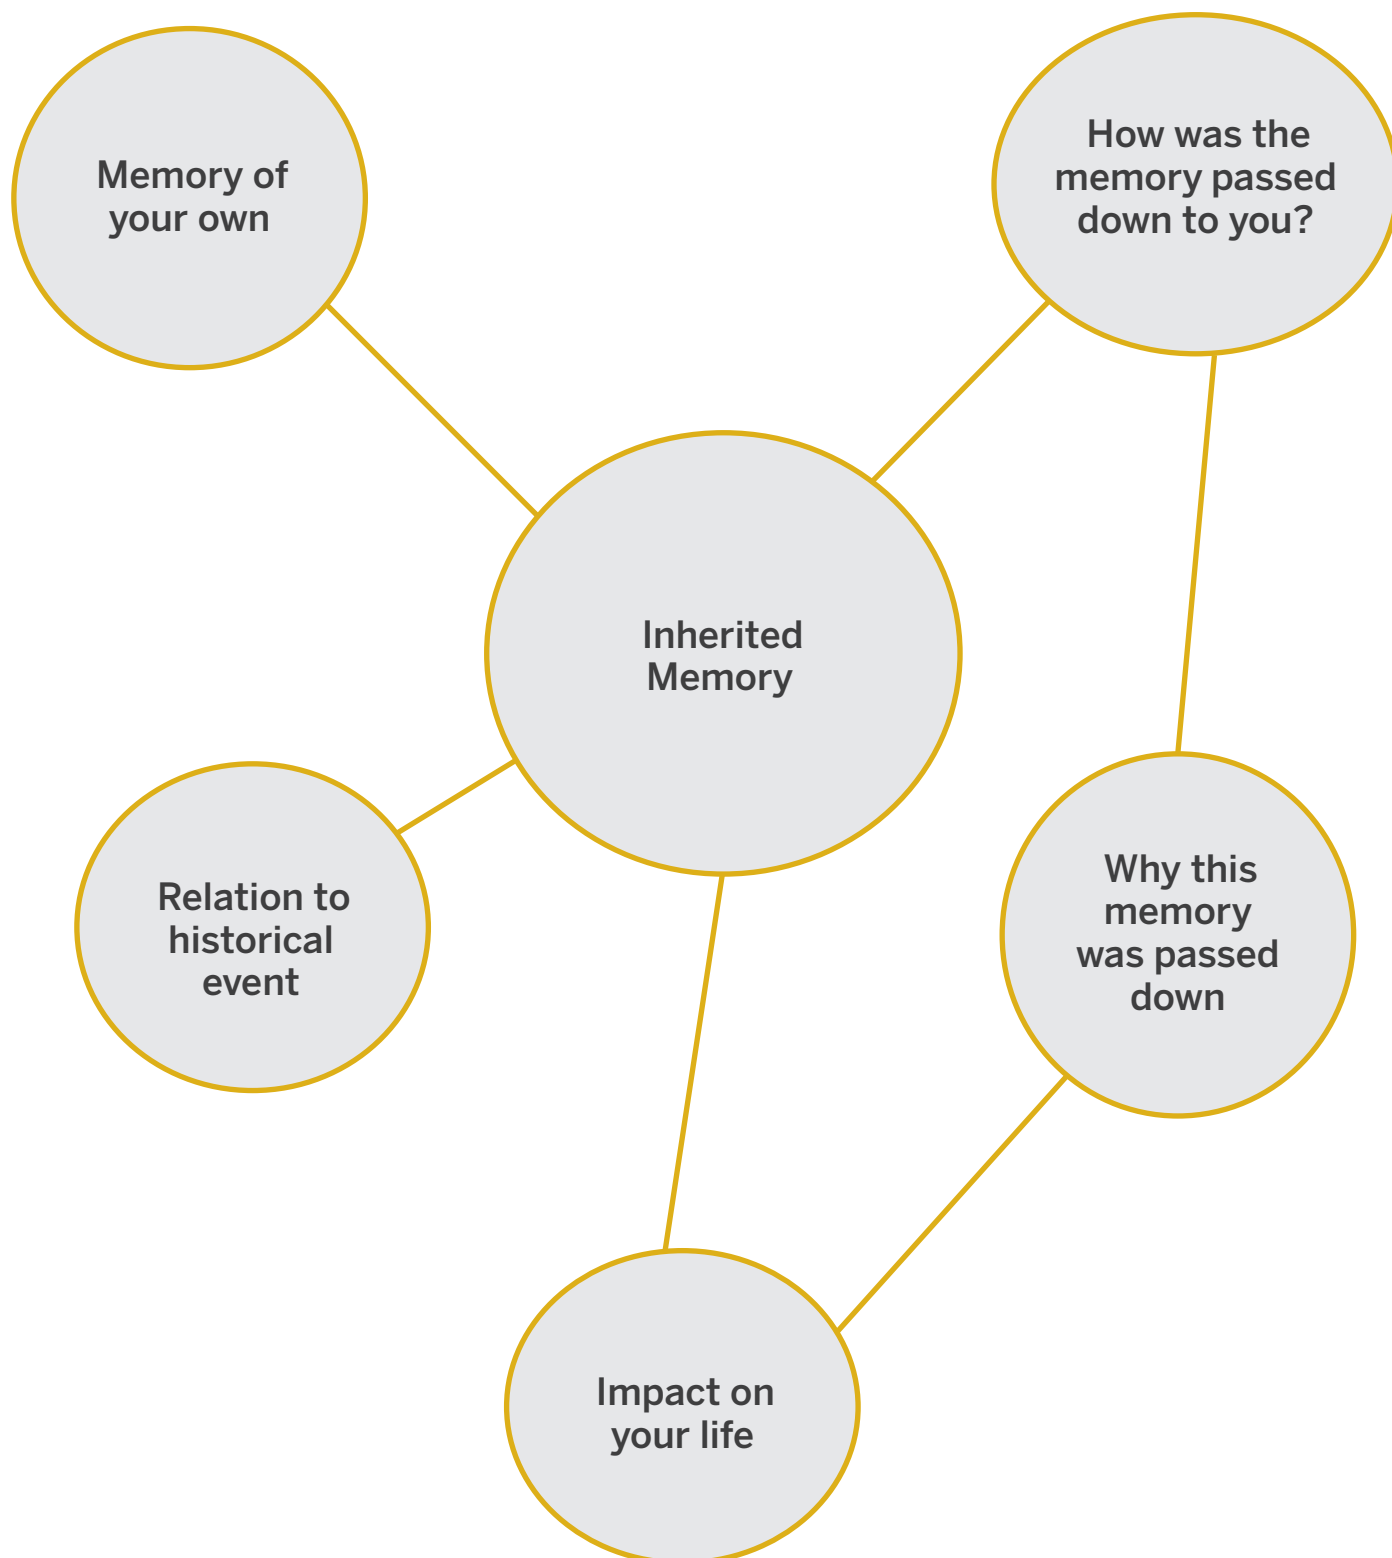 Memory of
your own
How was the
memory passed
down to you?
Inherited
Memory
Relation to
historical
event
Why this
memory
was passed
down
Impact on
your life